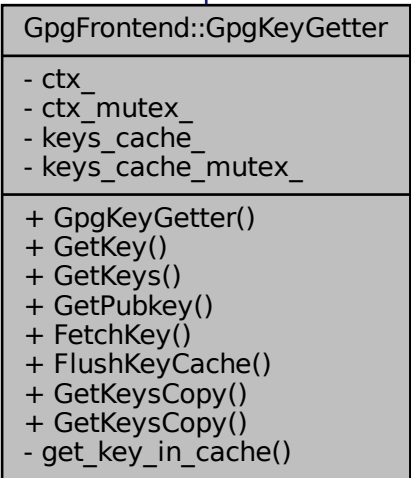 GpgFrontend::GpgKeyGetter
- ctx_
- ctx_mutex_
- keys_cache_
- keys_cache_mutex_
+ GpgKeyGetter()
+ GetKey()
+ GetKeys()
+ GetPubkey()
+ FetchKey()
+ FlushKeyCache()
+ GetKeysCopy()
+ GetKeysCopy()
- get_key_in_cache()